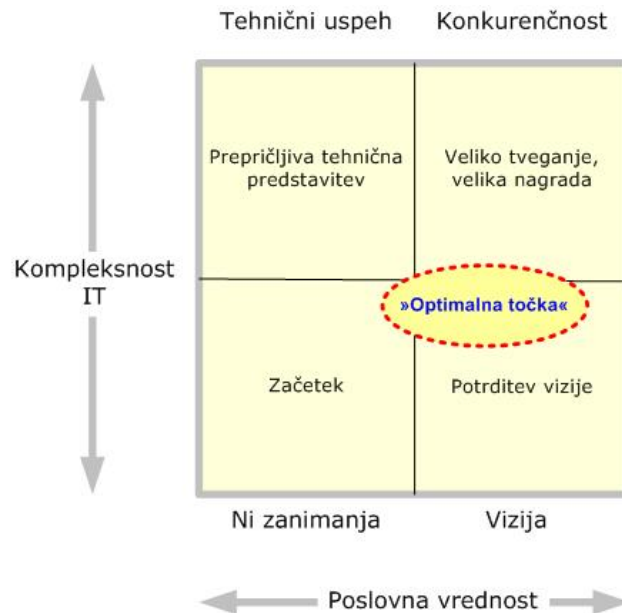 Tehnični uspeh
Konkurenčnost
Prepričljiva tehnična
predstavitev
Veliko tveganje,
velika nagrada
Kompleksnost
IT
»Optimalna točka«
Začetek
Potrditev vizije
Ni zanimanja
Vizija
Poslovna vrednost